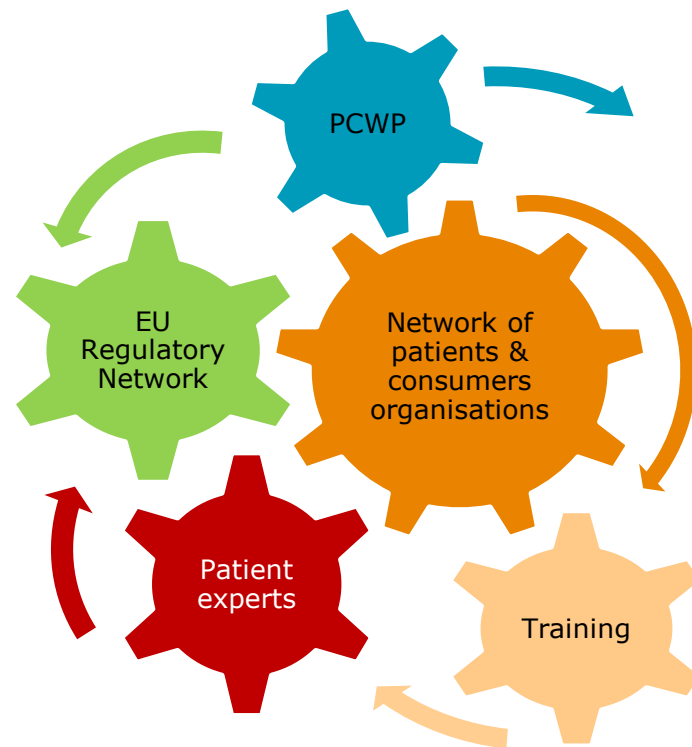 PCWP
EU
Regulatory
Network
Network of
patients &
consumers
organisations
Patient
experts
Training